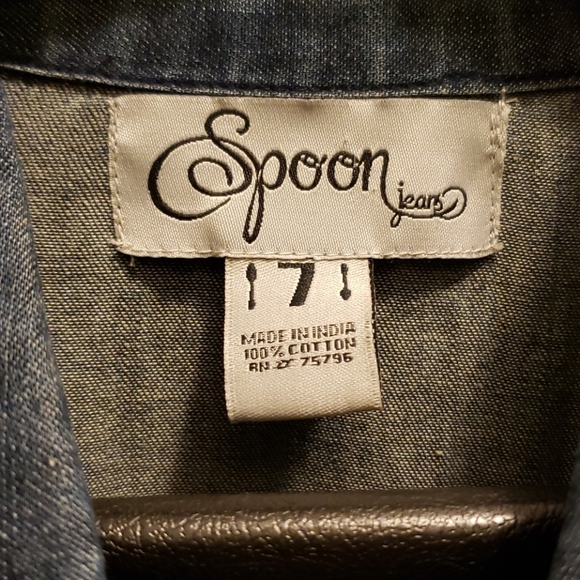 Spoon
jeans
7
MADE IN INDIA
100% COTTON
RN # 75796